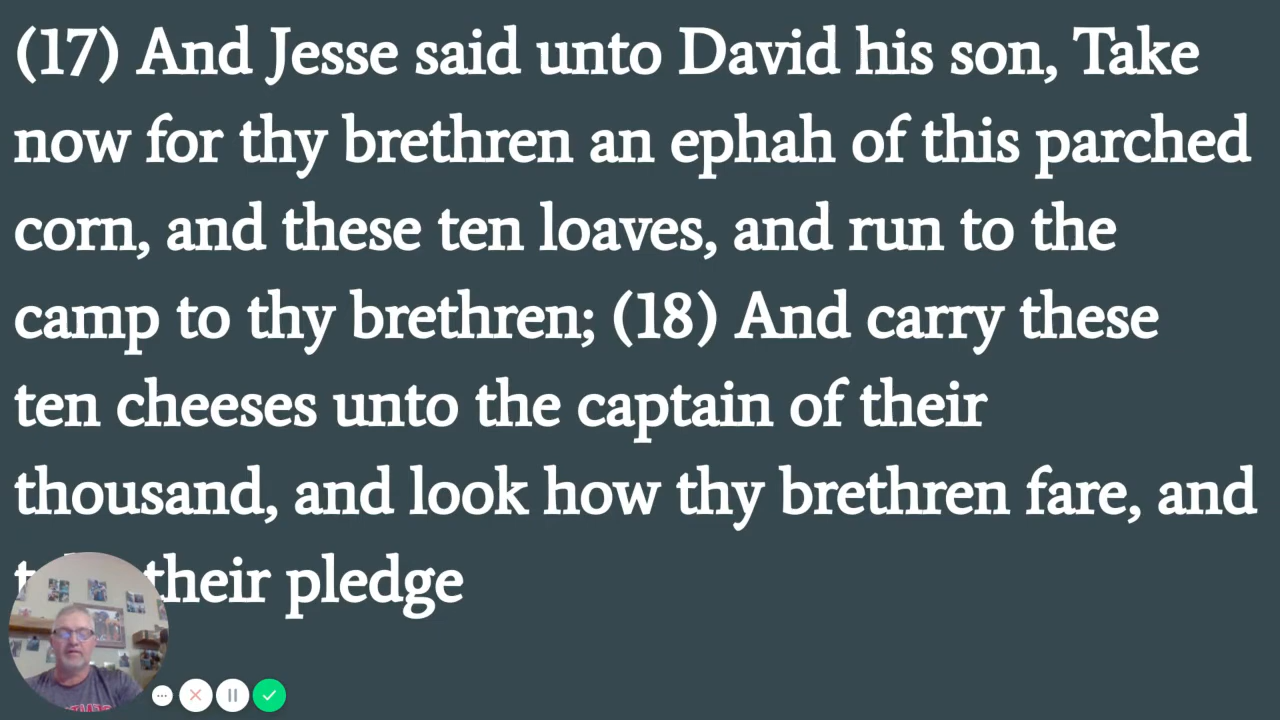 (17) And Jesse said unto David his son, Take
now for thy brethren an ephah of this parched
corn, and these ten loaves, and run to the
camp to thy brethren; (18) And carry these
ten cheeses unto the captain of their
thousand, and look how thy brethren fare, and
their pledge